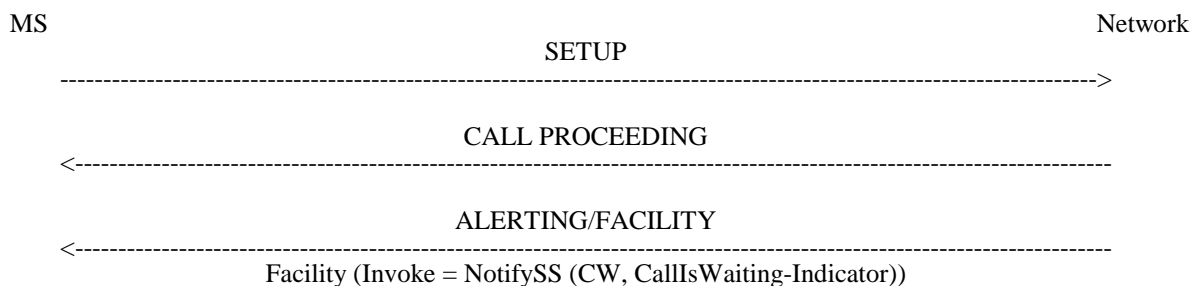 MS Network
SETUP
------------------------------------------------------------------------------------------------------------------------>
CALL PROCEEDING
<------------------------------------------------------------------------------------------------------------------------
ALERTING/FACILITY
<------------------------------------------------------------------------------------------------------------------------
Facility (Invoke = NotifySS (CW, CallIsWaiting-Indicator))